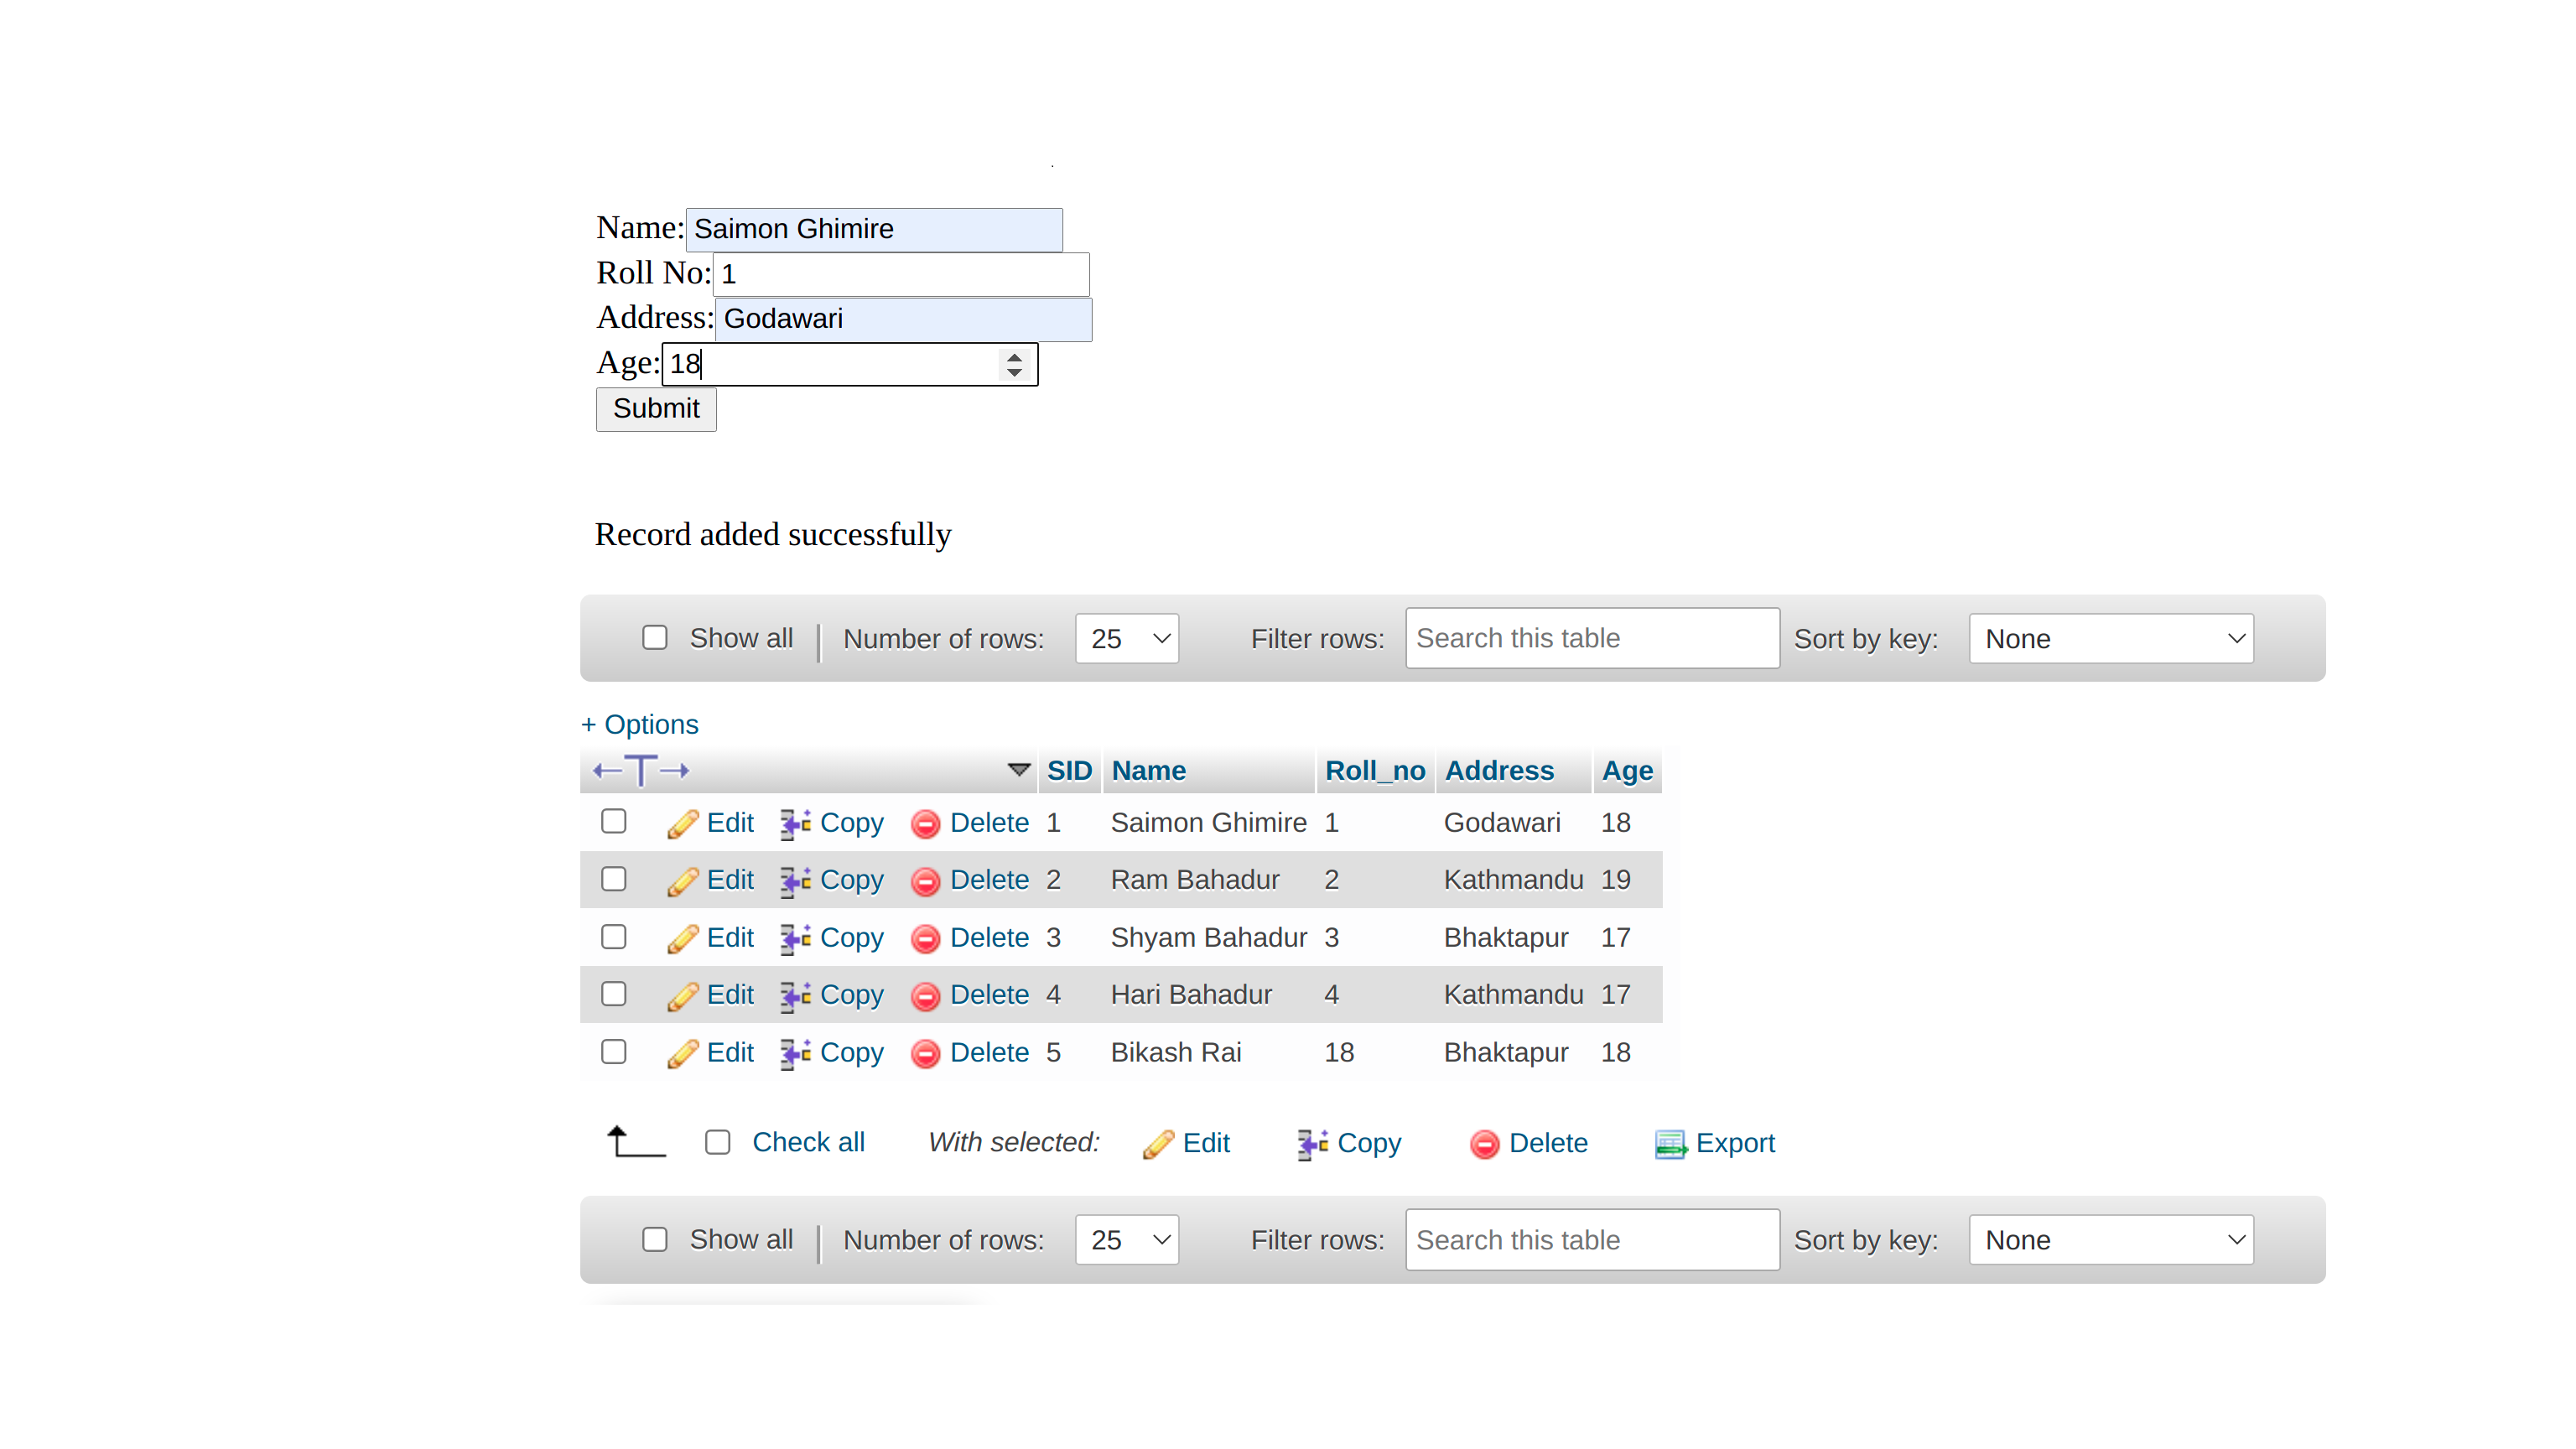 Name: Saimon Ghimire
Roll No: 1
Address: Godawari
Age: 18
Submit
Record added successfully
Show all | Number of rows: 25 Filter rows: Search this table Sort by key: None
+ Options
SID Name Roll_no Address Age
Edit Copy Delete 1 Saimon Ghimire 1 Godawari 18
Edit Copy Delete 2 Ram Bahadur 2 Kathmandu 19
Edit Copy Delete 3 Shyam Bahadur 3 Bhaktapur 17
Edit Copy Delete 4 Hari Bahadur 4 Kathmandu 17
Edit Copy Delete 5 Bikash Rai 18 Bhaktapur 18
Check all With selected: Edit Copy Delete Export
Show all | Number of rows: 25 Filter rows: Search this table Sort by key: None